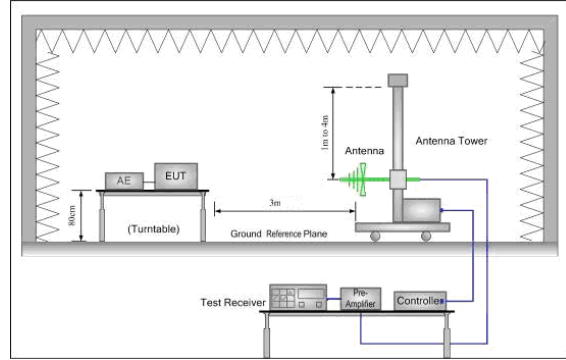 1m to 4m
Antenna
Antenna Tower
AE
EUT
3m
80cm
(Turntable)
Ground Reference Plane
Test Receiver
Pre-
Amplifier
Controller